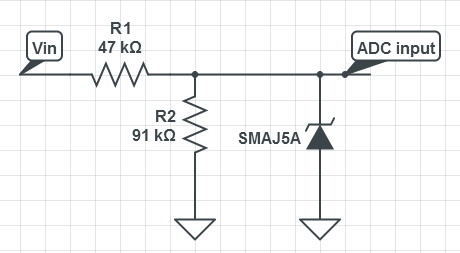 R1
47 kΩ
Vin
ADC input
R2
91 kΩ
SMAJ5A